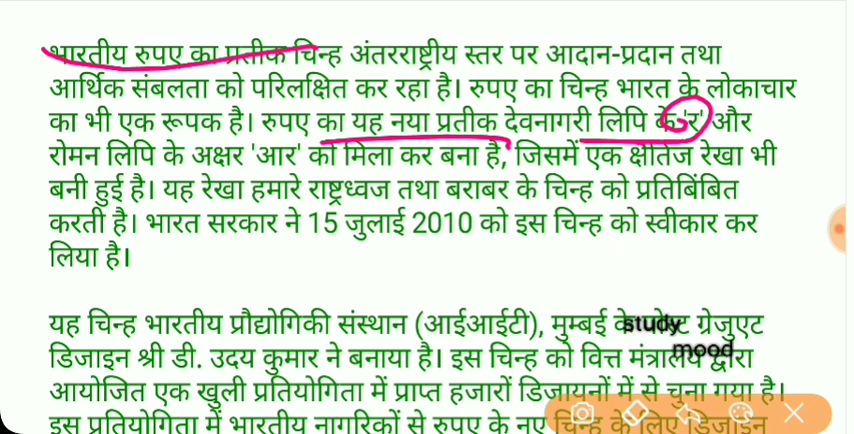 भारतीय रुपए का प्रतीक चिन्ह अंतरराष्ट्रीय स्तर पर आदान-प्रदान तथा
आर्थिक संबलता को परिलक्षित कर रहा है। रुपए का चिन्ह भारत के लोकाचार
का भी एक रूपक है। रुपए का यह नया प्रतीक देवनागरी लिपि के 'र' और
रोमन लिपि के अक्षर 'आर' को मिला कर बना है, जिसमें एक क्षैतिज रेखा भी
बनी हुई है। यह रेखा हमारे राष्ट्रध्वज तथा बराबर के चिन्ह को प्रतिबिंबित
करती है। भारत सरकार ने 15 जुलाई 2010 को इस चिन्ह को स्वीकार कर
लिया है।
यह चिन्ह भारतीय प्रौद्योगिकी संस्थान (आईआईटी), मुम्बई के ग्रेजुएट
study
डिजाइन श्री डी. उदय कुमार ने बनाया है। इस चिन्ह को वित्त मंत्रालय द्वारा
mood
आयोजित एक खुली प्रतियोगिता में प्राप्त हजारों डिजायनों में से चुना गया है।
इस प्रतियोगिता में भारतीय नागरिकों से रुपए के नए चिन्ह के लिए डिजाइन